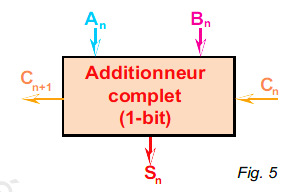 Aₙ Bₙ
Cₙ₊₁ Additionneur complet (1-bit) Cₙ
Sₙ Fig. 5